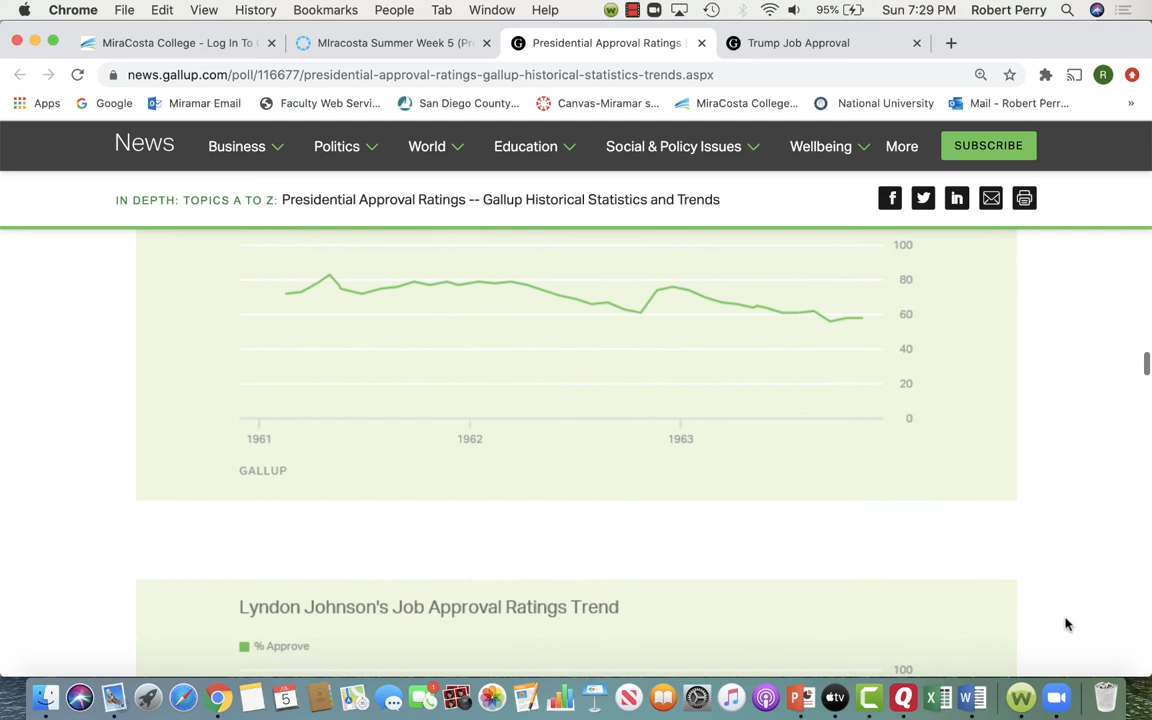 Chrome File Edit View History Bookmarks People Tab Window Help 95% Sun 7:29 PM Robert Perry
MiraCosta College - Log In To MIracosta Summer Week 5 (Pr Presidential Approval Ratings Trump Job Approval
news.gallup.com/poll/116677/presidential-approval-ratings-gallup-historical-statistics-trends.aspx R
Apps Google Miramar Email Faculty Web Servi... San Diego County... Canvas-Miramar s... MiraCosta College... National University Mail - Robert Perr... »
News Business Politics World Education Social & Policy Issues Wellbeing More SUBSCRIBE
IN DEPTH: TOPICS A TO Z: Presidential Approval Ratings -- Gallup Historical Statistics and Trends
100
80
60
40
20
0
1961 1962 1963
GALLUP
Lyndon Johnson's Job Approval Ratings Trend
% Approve
100